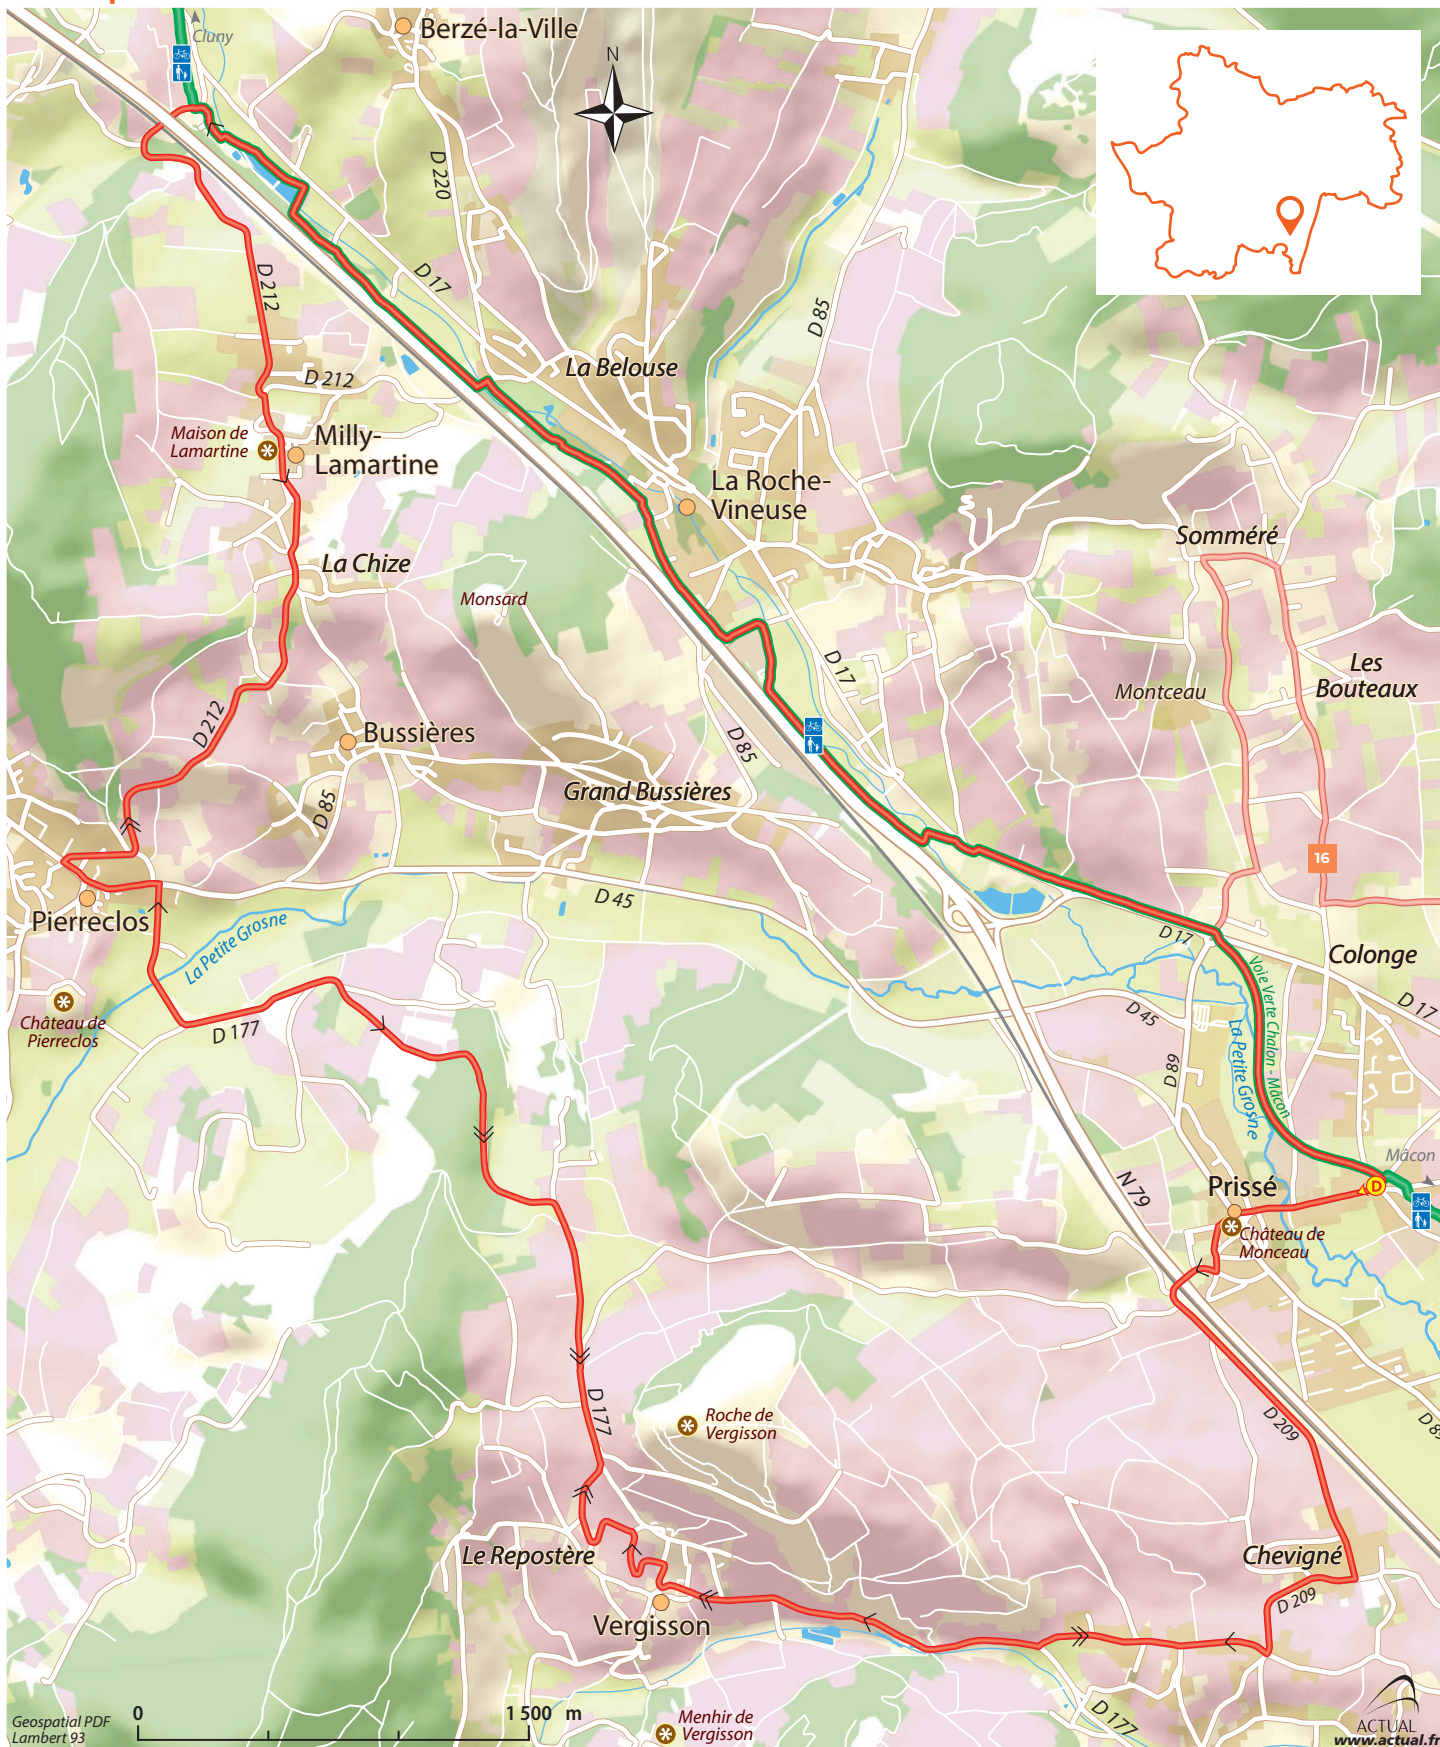 Cluny
Berzé-la-Ville
N
D 220
D 212
D 17
D 85
La Belouse
D 212
Maison de
Lamartine
Milly-
Lamartine
La Roche-
Vineuse
Somméré
La Chize
Monsard
Les
Bouteaux
D 17
Montceau
D 212
Bussières
D 85
Grand Bussières
D 85
16
D 45
Pierreclos
La Petite Grosne
D 17
Colonge
Voie Verte Chalon - Mâcon
D 17
Château de
Pierreclos
D 177
D 45
D 89
La Petite Grosne
Mâcon
N 79
Prissé
D
Château de
Monceau
D 177
Roche de
Vergisson
D 209
D 89
Le Repostère
Chevigné
D 209
Vergisson
Menhir de
Vergisson
D 177
0
1 500 m
Geospatial PDF
Lambert 93
ACTUAL
www.actual.fr